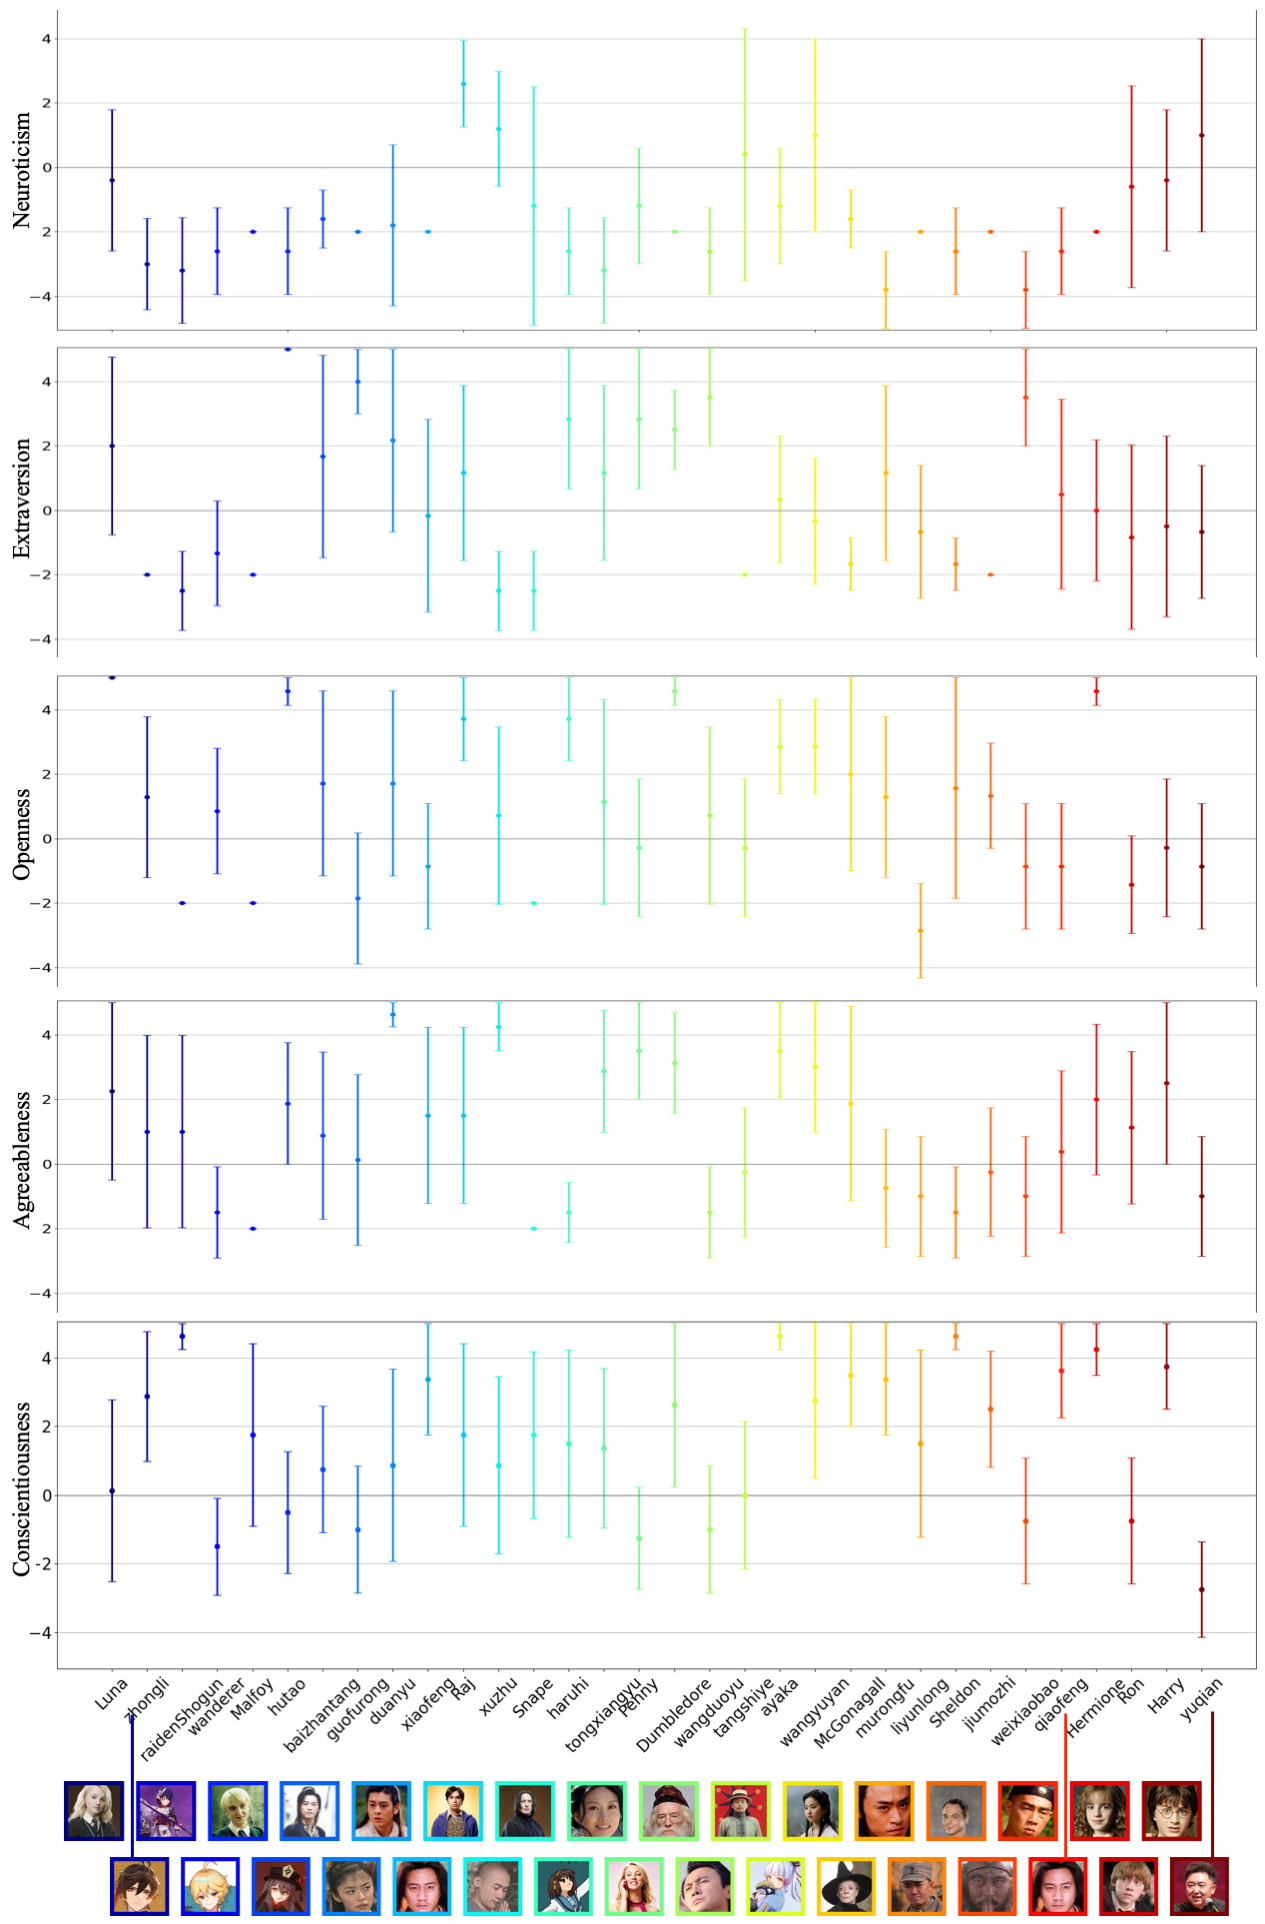 Neuroticism
4
2
0
2
−4
Extraversion
4
2
0
−2
−4
Openness
4
2
0
−2
−4
Agreeableness
4
2
0
2
−4
Conscientiousness
4
2
0
-2
−4
Luna
zhongli
raidenShogun
wanderer
Malfoy
hutao
baizhantang
guofurong
duanyu
xiaofeng
Raj
xuzhu
Snape
haruhi
tongxiangyu
Penny
Dumbledore
wangduoyu
tangshiye
ayaka
wangyuyan
McGonagall
murongfu
liyunlong
Sheldon
jiumozhi
weixiaobao
qiaofeng
Hermione
Ron
Harry
yuqian